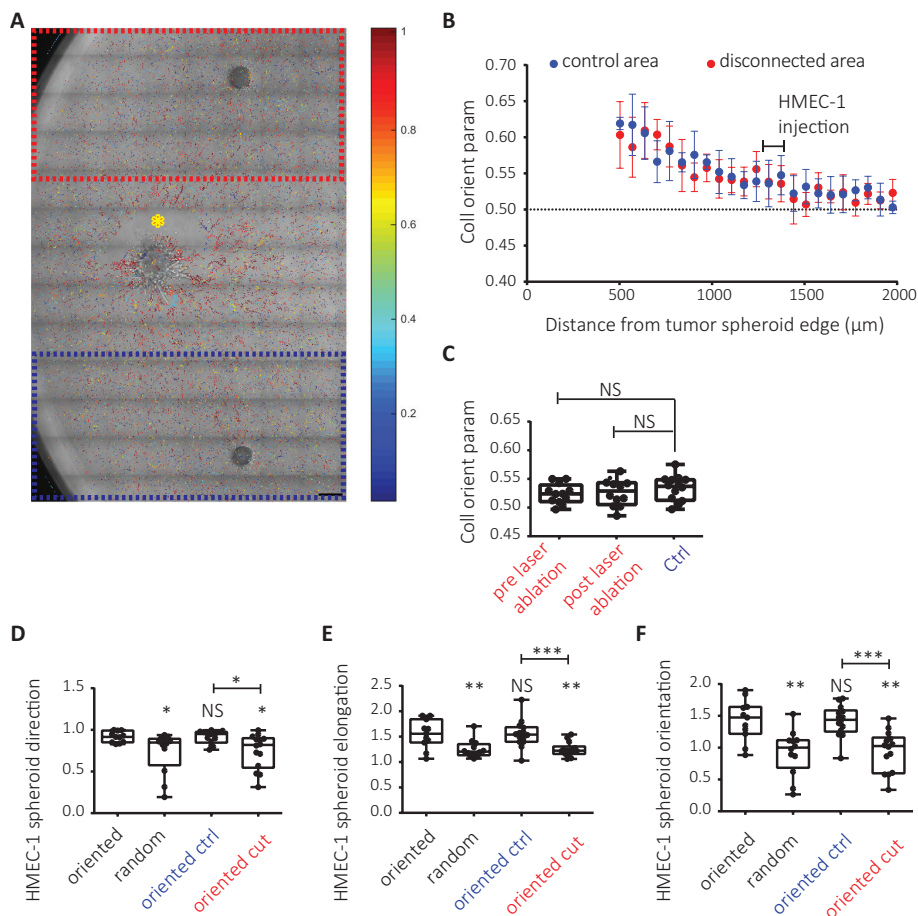 A
1
0.8
0.6
0.4
0.2
B
control area
disconnected area
HMEC-1
injection
0.70
0.65
0.60
0.55
0.50
0.45
0.40
Coll orient param
0
500
1000
1500
2000
Distance from tumor spheroid edge (μm)
C
NS
NS
0.65
0.60
0.55
0.50
0.45
Coll orient param
pre laser
ablation
post laser
ablation
Ctrl
D
HMEC-1 spheroid direction
1.5
1.0
0.5
0.0
*
NS
*
*
oriented
random
oriented ctrl
oriented cut
E
HMEC-1 spheroid elongation
2.5
2.0
1.5
1.0
0.5
0.0
**
NS
***
**
oriented
random
oriented ctrl
oriented cut
F
HMEC-1 spheroid orientation
2.0
1.5
1.0
0.5
0.0
**
NS
***
**
oriented
random
oriented ctrl
oriented cut